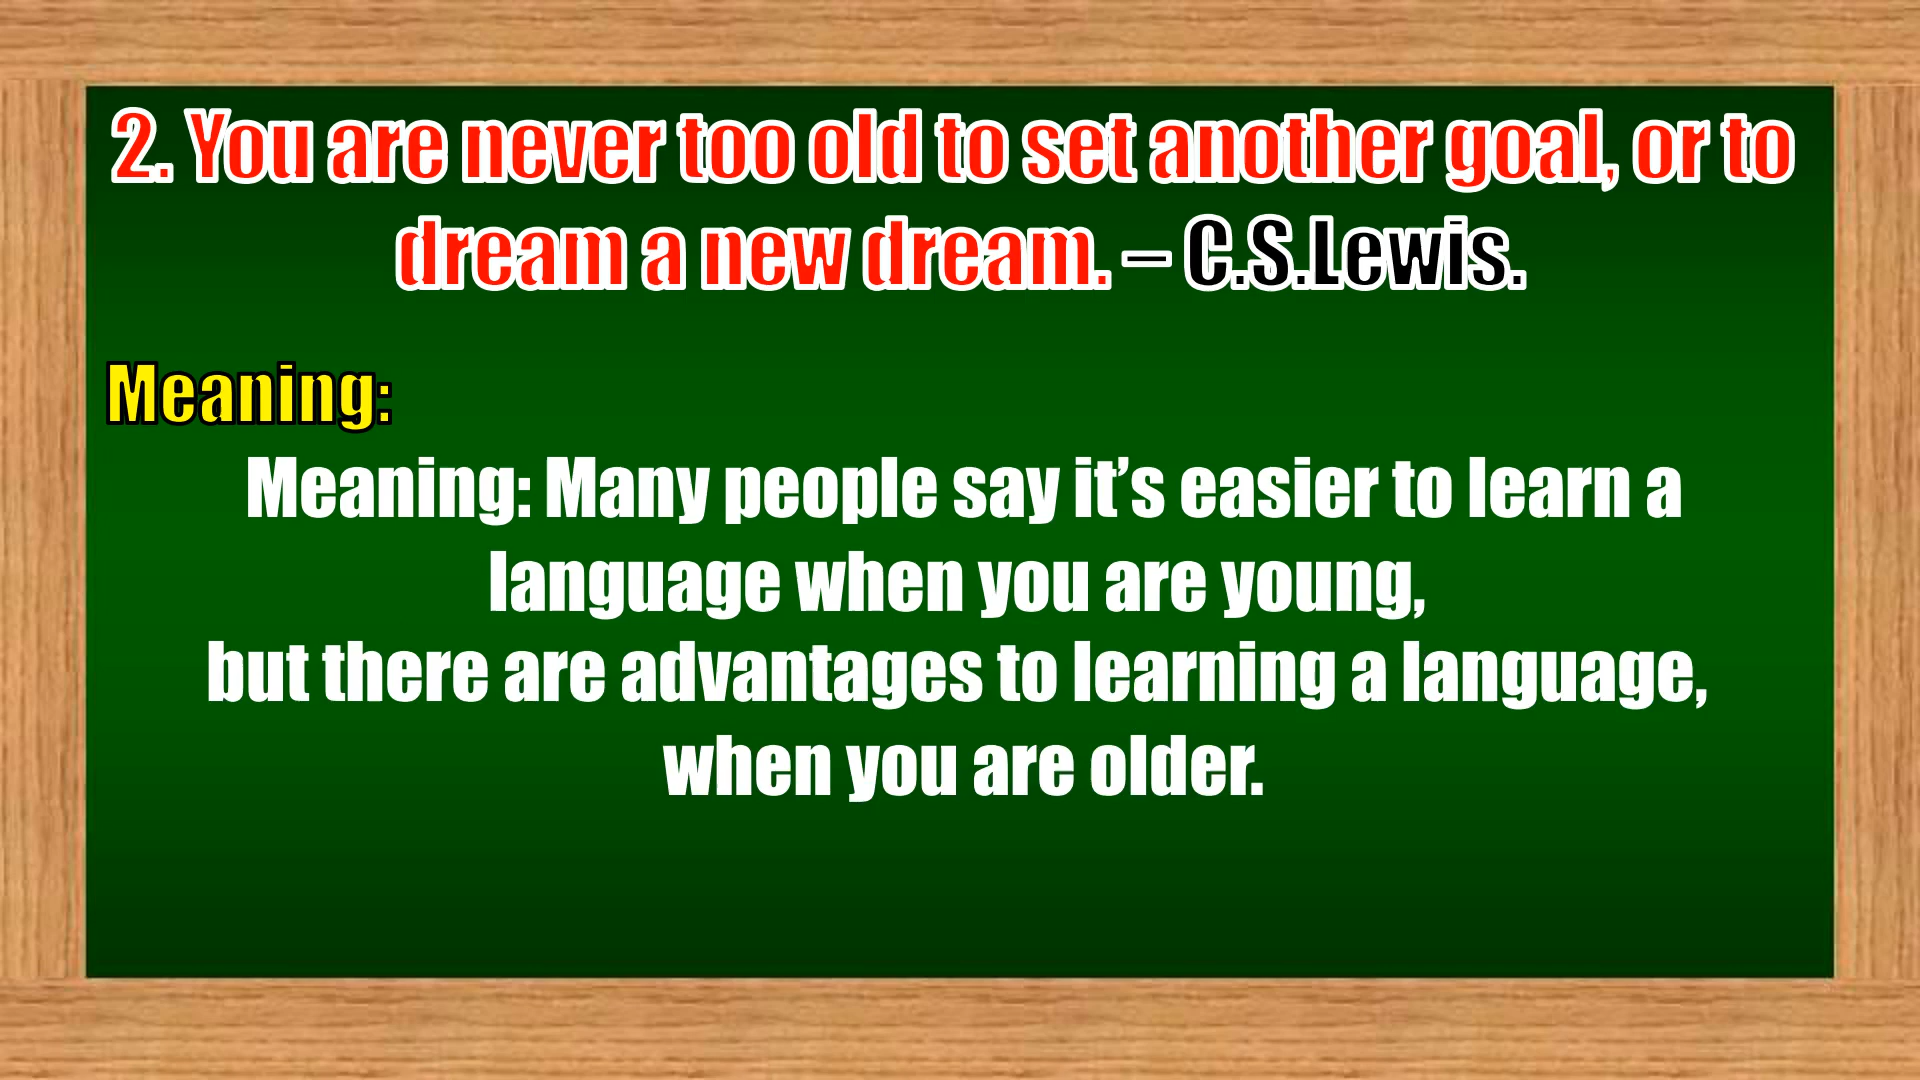 2. You are never too old to set another goal, or to
dream a new dream. – C.S.Lewis.
Meaning:
Meaning: Many people say it’s easier to learn a
language when you are young,
but there are advantages to learning a language,
when you are older.